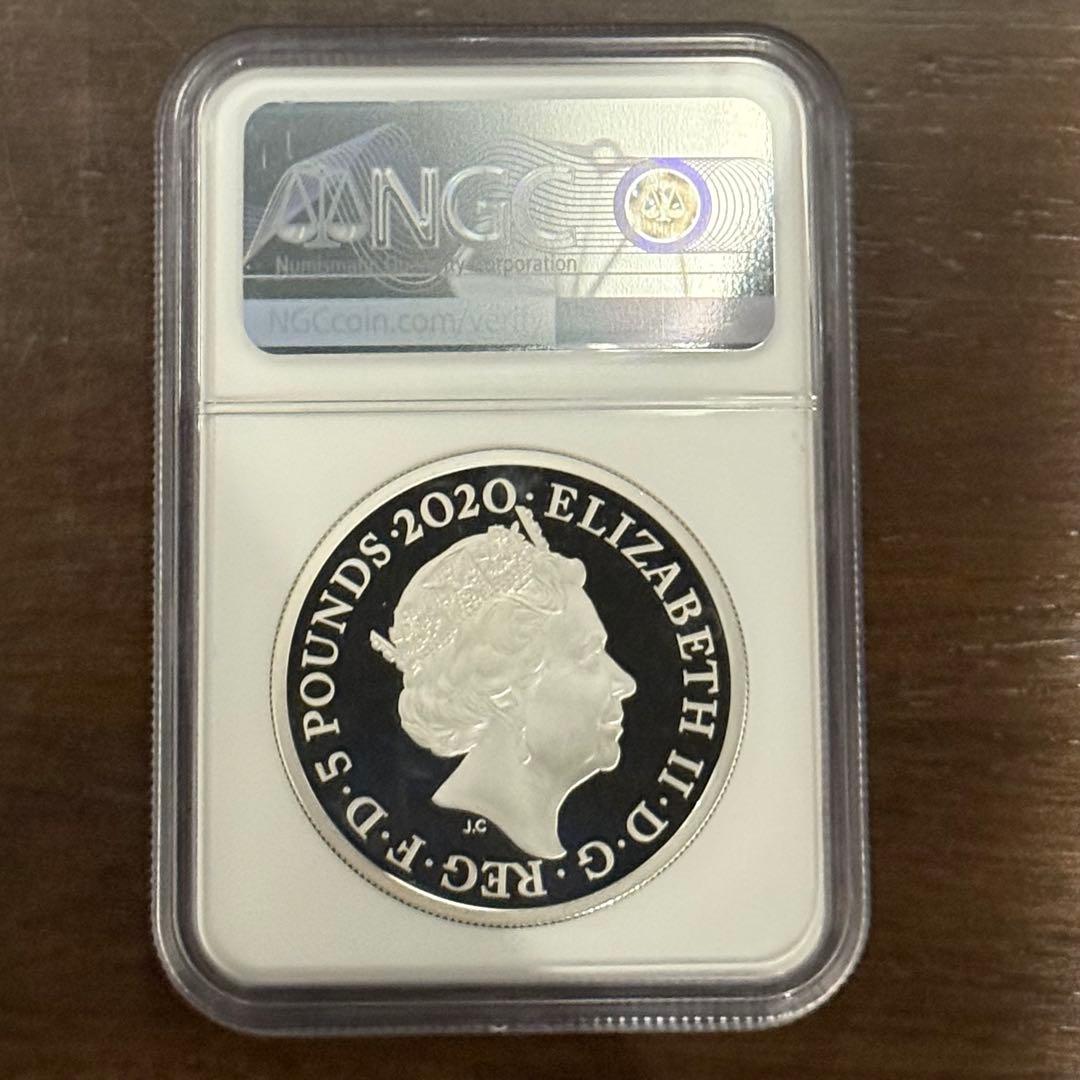 NGC
Numismatic Guaranty Corporation
NGCcoin.com/verify
ELIZABETH II · D · G · REG · F · D · 5 POUNDS · 2020 ·
J.C